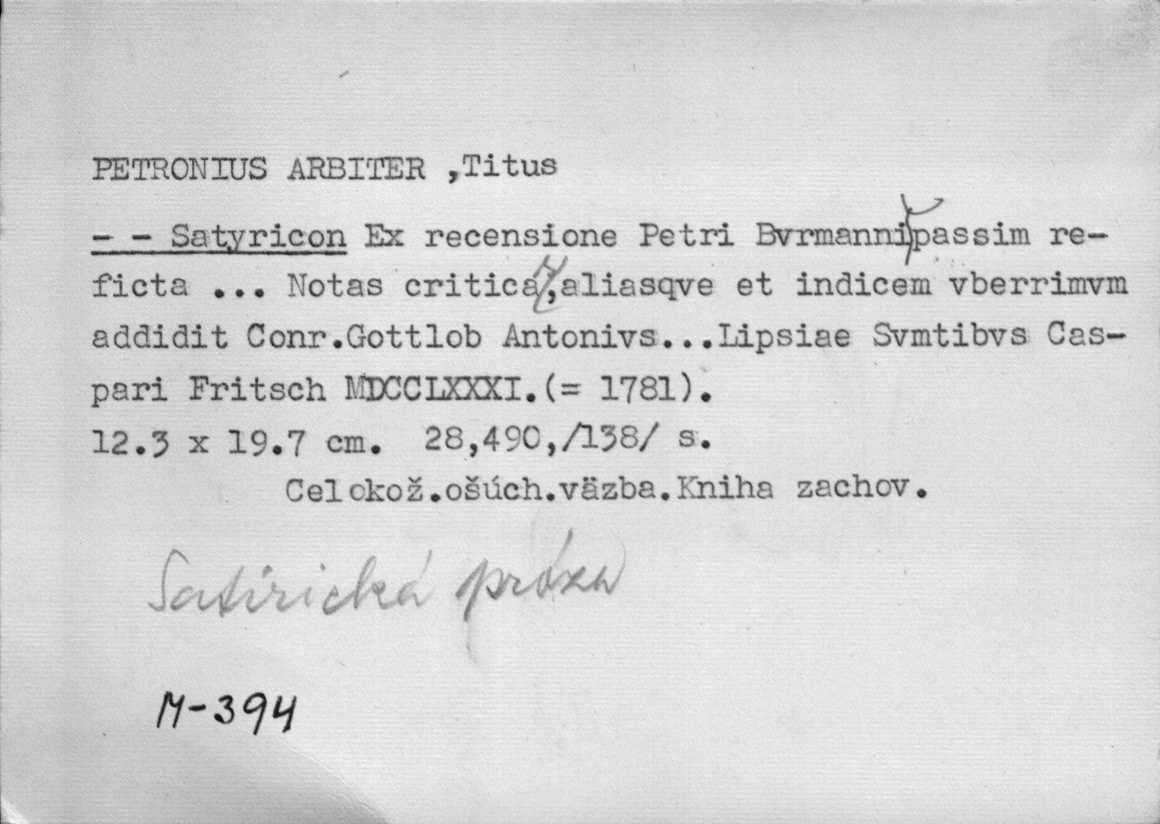 PETRONIUS ARBITER ,Titus
- - Satyricon Ex recensione Petri Bvrmanni passim re-
ficta ... Notas critica,aliasqve et indicem vberrimvm
addidit Conr.Gottlob Antonivs...Lipsiae Svmtibvs Cas-
pari Fritsch MDCCLXXXI.(= 1781).
12.3 x 19.7 cm. 28,490,/138/ s.
Celokož.ošúch.väzba.Kniha zachov.
Satirická próza
M-394